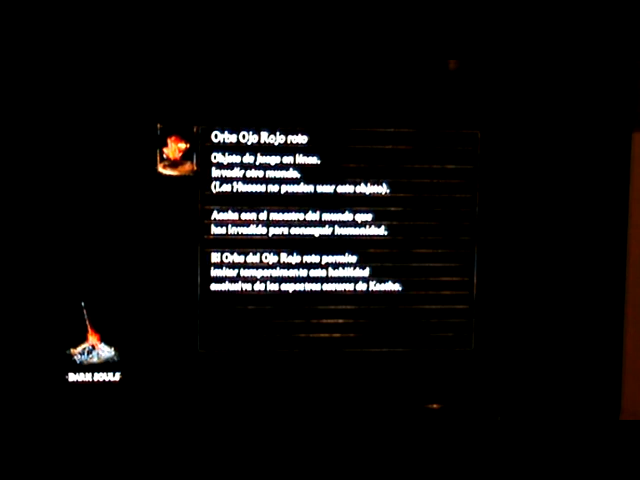 Orbe Ojo Rojo roto
Objeto de juego en línea.
Invadir otro mundo.
(Los Huecos no pueden usar este objeto).
Acaba con el maestro del mundo que
has invadido para conseguir humanidad.
El Orbe del Ojo Rojo roto permite
imitar temporalmente esta habilidad
exclusiva de los espectros oscuros de Kaathe.
DARK SOULS